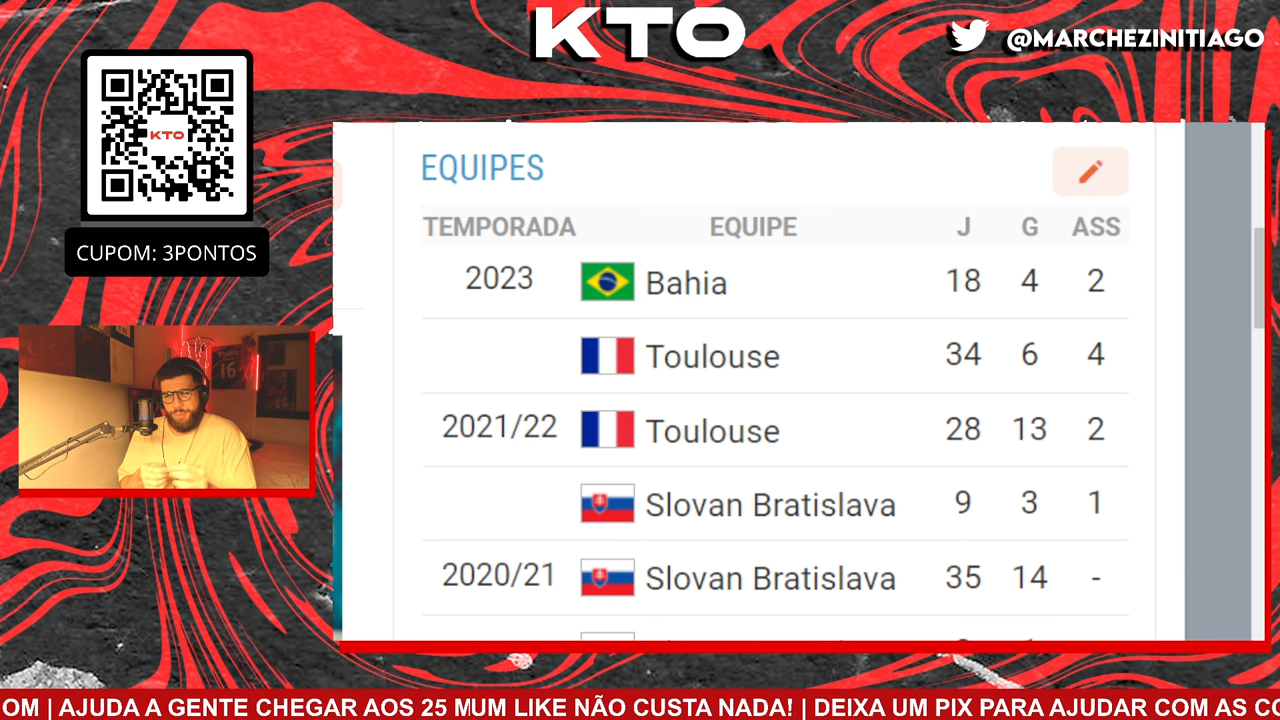 KTO
@MARCHEZINITIAGO
KTO
CUPOM: 3PONTOS
EQUIPES
TEMPORADA EQUIPE J G ASS
2023 Bahia 18 4 2
Toulouse 34 6 4
2021/22 Toulouse 28 13 2
Slovan Bratislava 9 3 1
2020/21 Slovan Bratislava 35 14 -
16
OM | AJUDA A GENTE CHEGAR AOS 25 MUM LIKE NÃO CUSTA NADA! | DEIXA UM PIX PARA AJUDAR COM AS CO